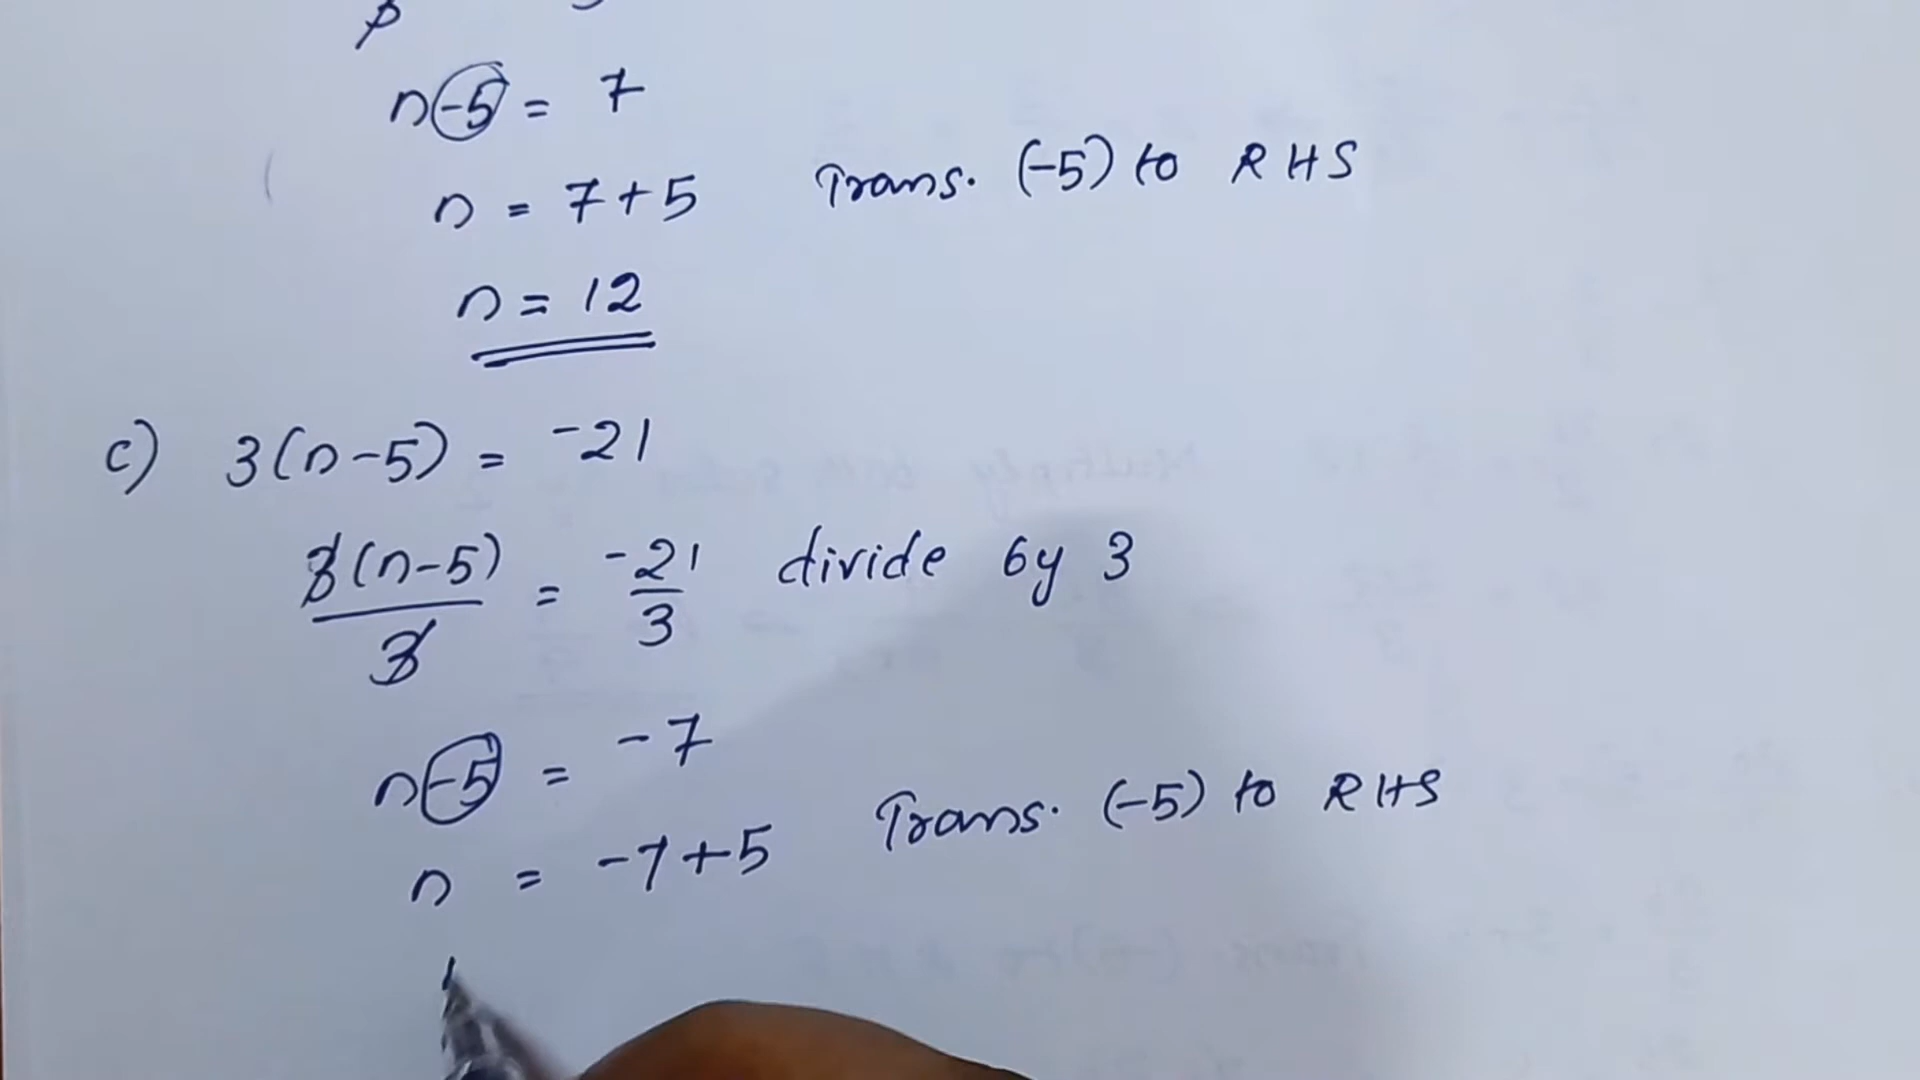 n-5 = 7
n = 7+5 Trans. (-5) to RHS
n = 12
c) 3(n-5) = -21
3(n-5)/3 = -21/3 divide by 3
n-5 = -7
n = -7+5 Trans. (-5) to RHS